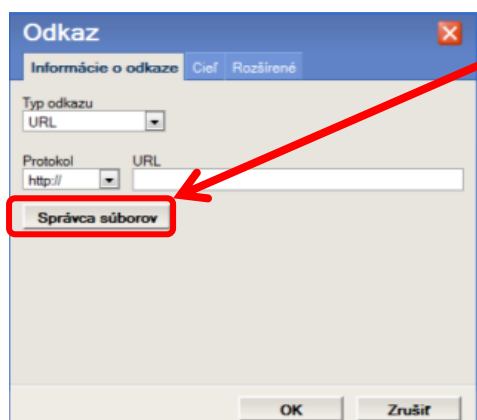 Odkaz
Informácie o odkaze Cieľ Rozšírené
Typ odkazu
URL
Protokol URL
http://
Správca súborov
OK Zrušiť